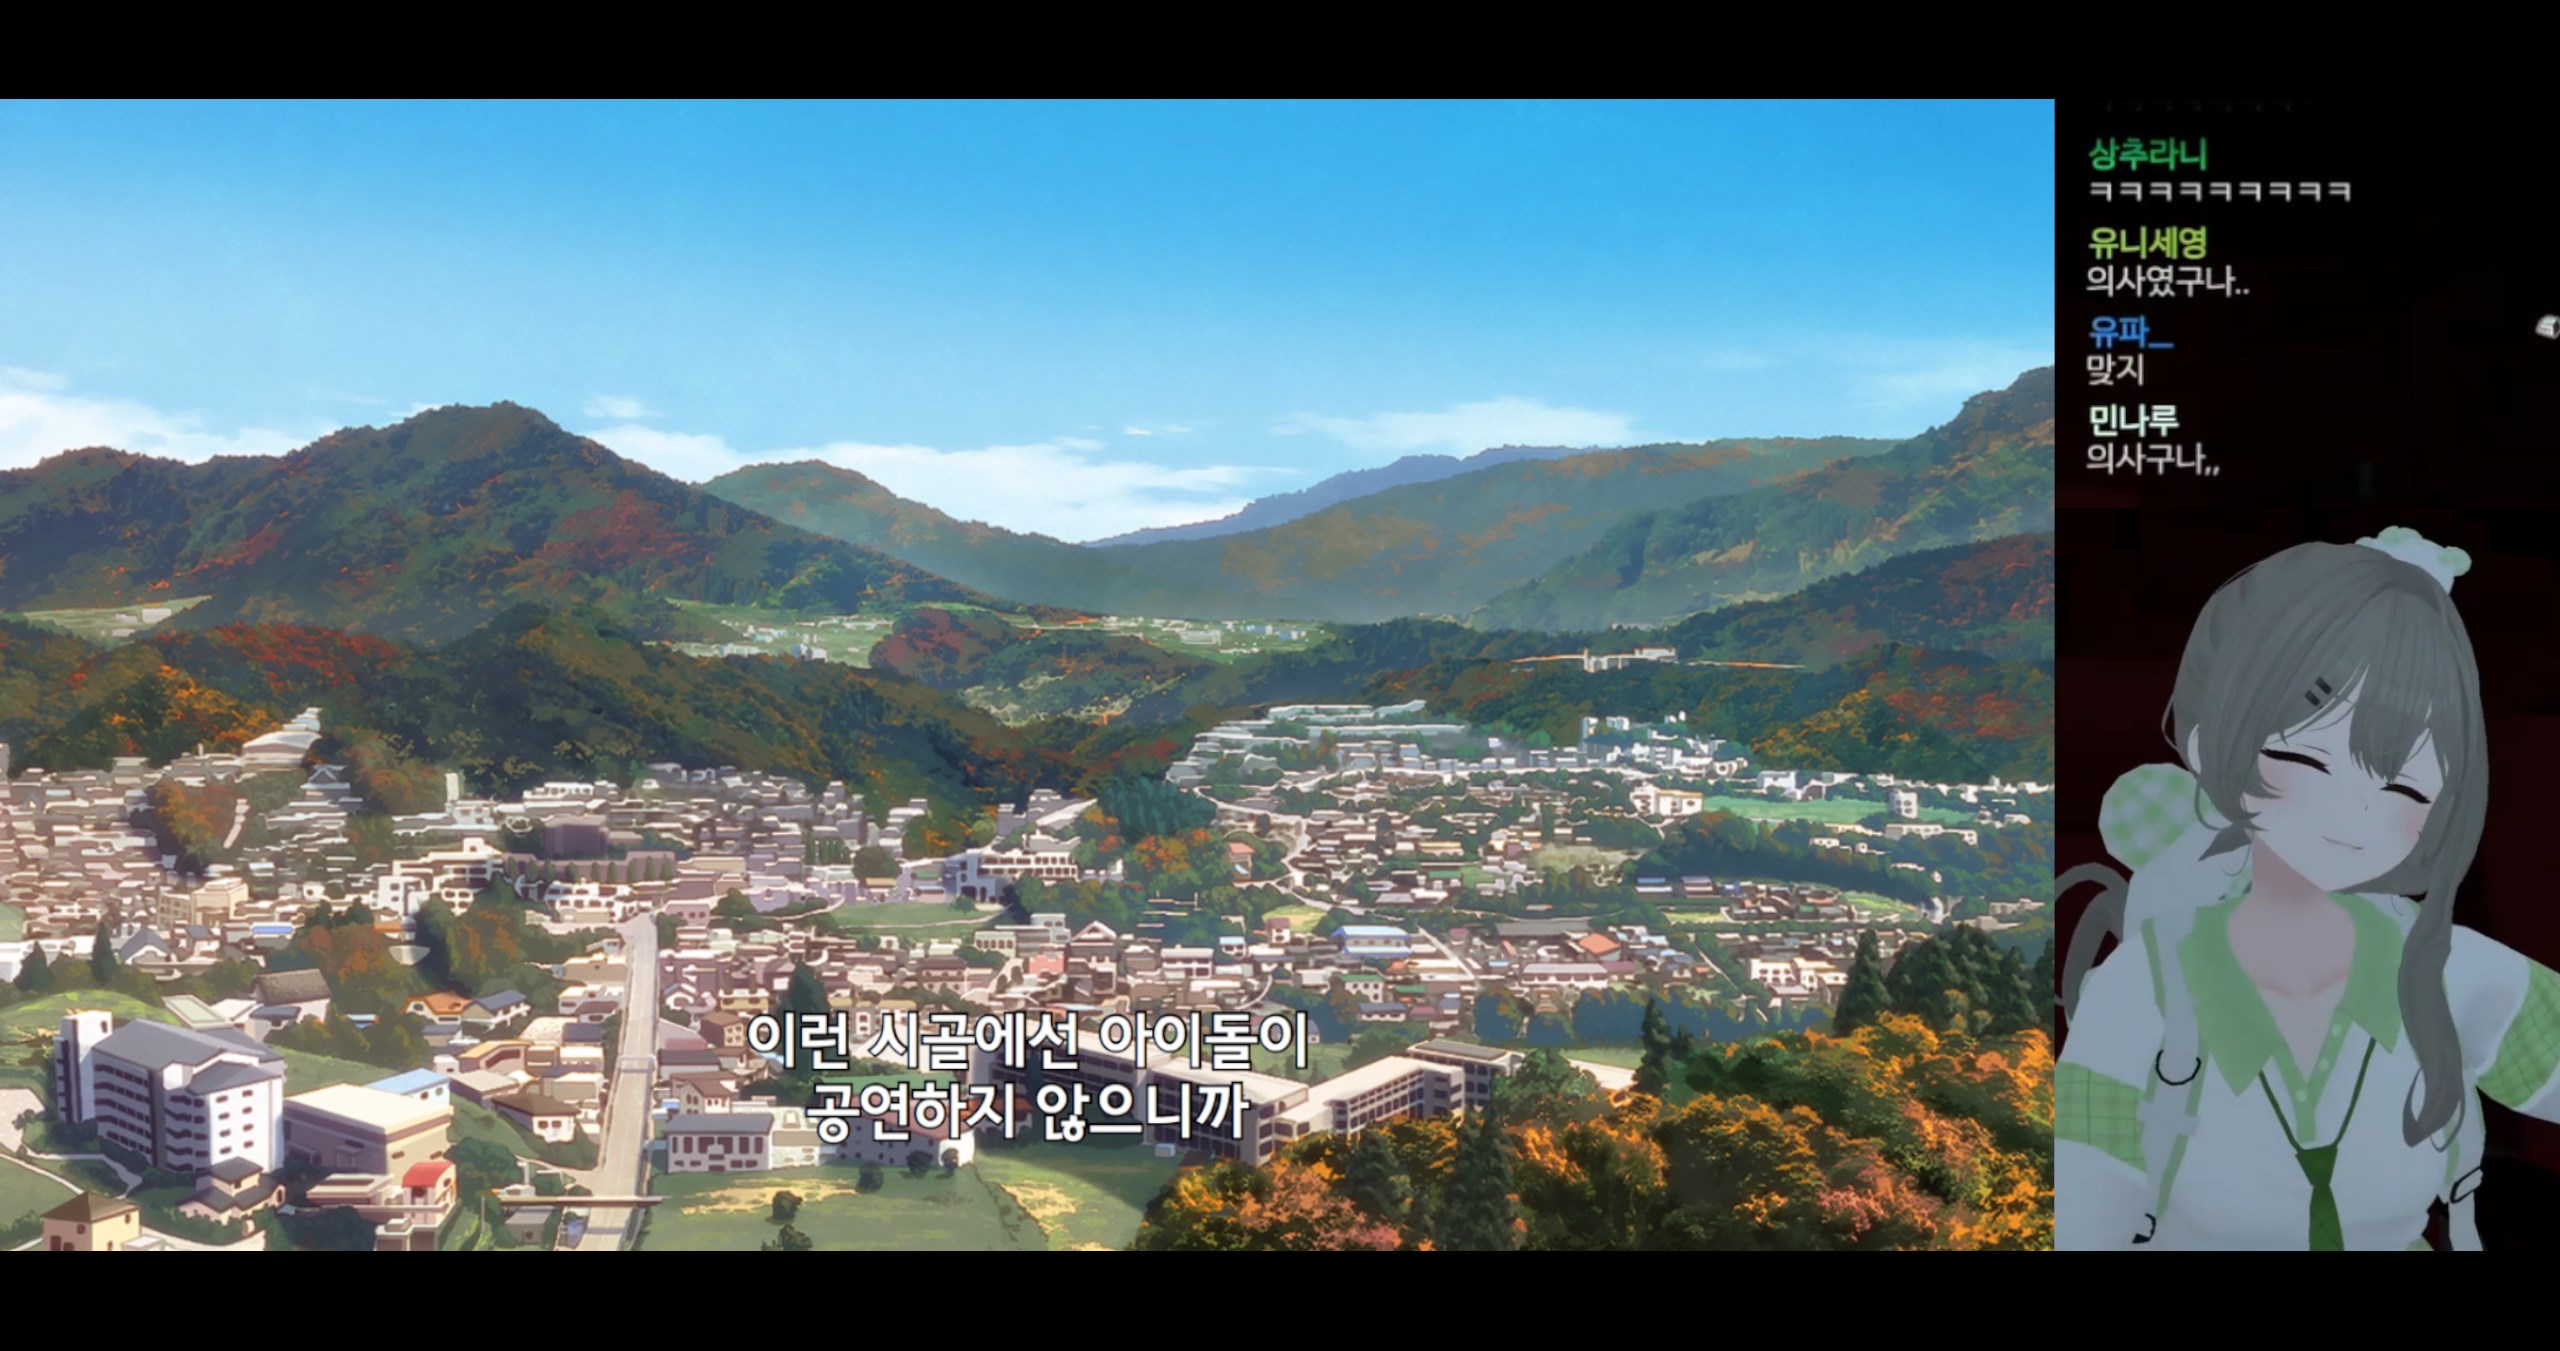 상추라니
ㅋㅋㅋㅋㅋㅋㅋㅋㅋ
유니세영
의사였구나..
유파__
맞지
민나루
의사구나,,
이런 시골에선 아이돌이
공연하지 않으니까